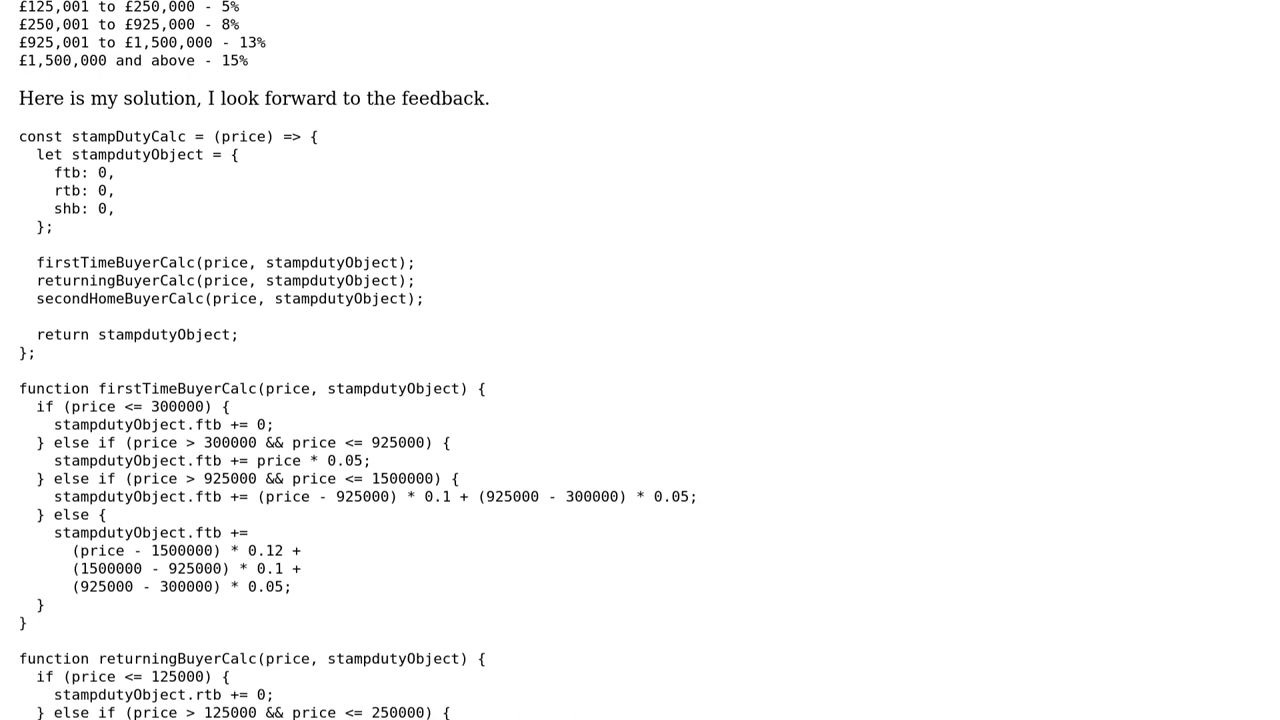 £125,001 to £250,000 - 5%
£250,001 to £925,000 - 8%
£925,001 to £1,500,000 - 13%
£1,500,000 and above - 15%
Here is my solution, I look forward to the feedback.
const stampDutyCalc = (price) => {
  let stampdutyObject = {
    ftb: 0,
    rtb: 0,
    shb: 0,
  };
  firstTimeBuyerCalc(price, stampdutyObject);
  returningBuyerCalc(price, stampdutyObject);
  secondHomeBuyerCalc(price, stampdutyObject);
  return stampdutyObject;
};
function firstTimeBuyerCalc(price, stampdutyObject) {
  if (price <= 300000) {
    stampdutyObject.ftb += 0;
  } else if (price > 300000 && price <= 925000) {
    stampdutyObject.ftb += price * 0.05;
  } else if (price > 925000 && price <= 1500000) {
    stampdutyObject.ftb += (price - 925000) * 0.1 + (925000 - 300000) * 0.05;
  } else {
    stampdutyObject.ftb +=
      (price - 1500000) * 0.12 +
      (1500000 - 925000) * 0.1 +
      (925000 - 300000) * 0.05;
  }
}
function returningBuyerCalc(price, stampdutyObject) {
  if (price <= 125000) {
    stampdutyObject.rtb += 0;
  } else if (price > 125000 && price <= 250000) {